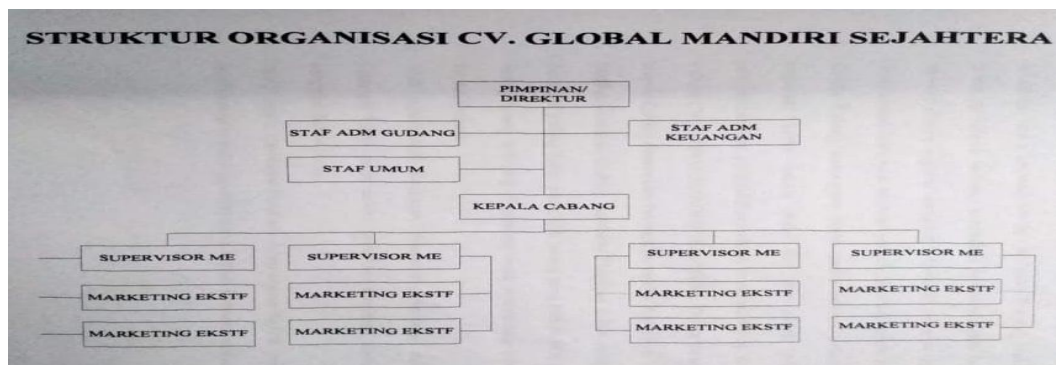 STRUKTUR ORGANISASI CV. GLOBAL MANDIRI SEJAHTERA
PIMPINAN/
DIREKTUR
STAF ADM GUDANG
STAF ADM
KEUANGAN
STAF UMUM
KEPALA CABANG
SUPERVISOR ME
SUPERVISOR ME
SUPERVISOR ME
SUPERVISOR ME
MARKETING EKSTF
MARKETING EKSTF
MARKETING EKSTF
MARKETING EKSTF
MARKETING EKSTF
MARKETING EKSTF
MARKETING EKSTF
MARKETING EKSTF